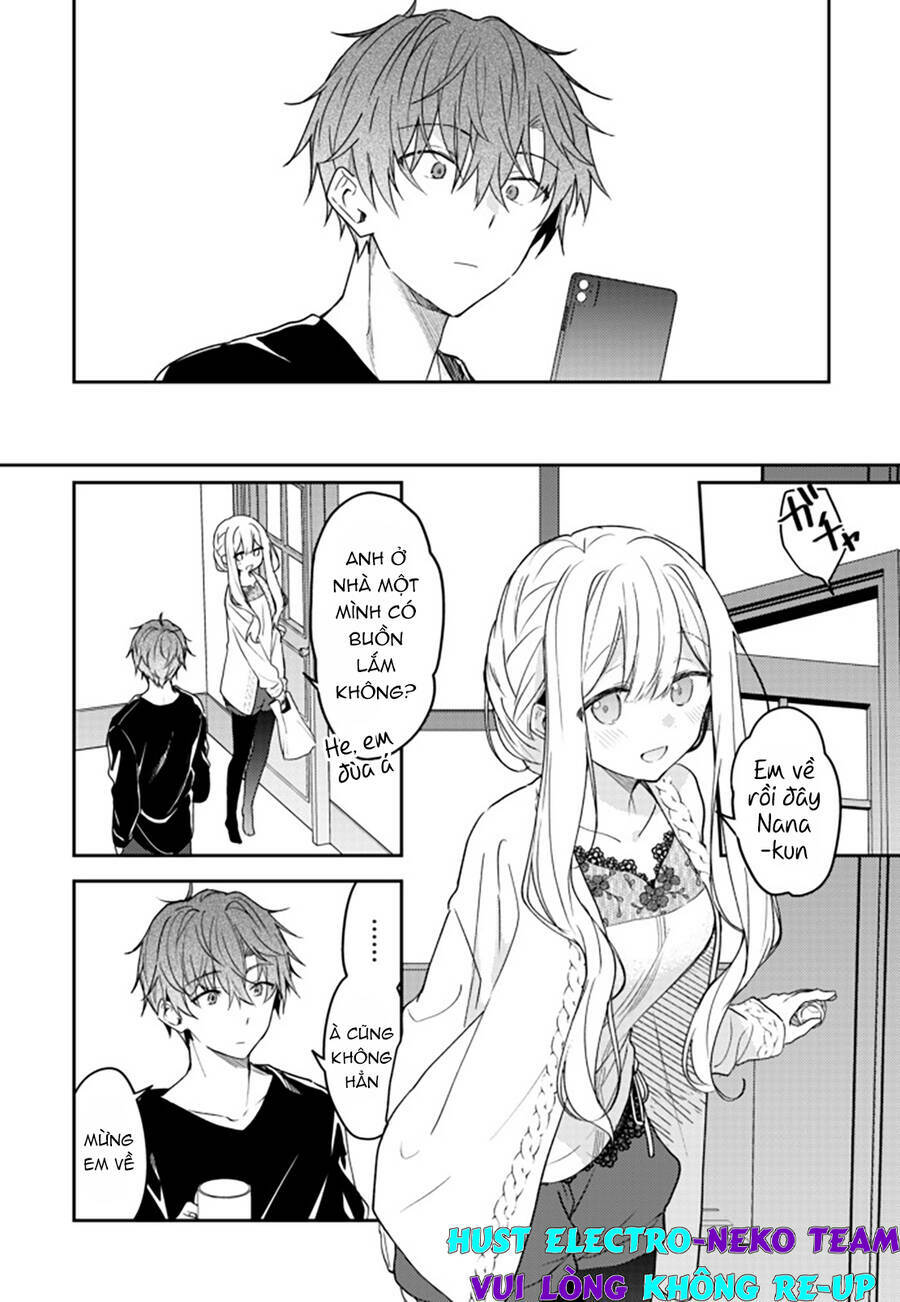 ガチャ
Em về
rồi đây
Nana
-kun
ANH Ở
NHÀ MỘT
MÌNH CÓ
BUỒN
LẮM
KHÔNG?
He, em
đùa á
.......
À CŨNG
KHÔNG
HẲN
MỪNG
EM VỀ
HUST ELECTRO-NEKO TEAM
VUI LÒNG KHÔNG RE-UP